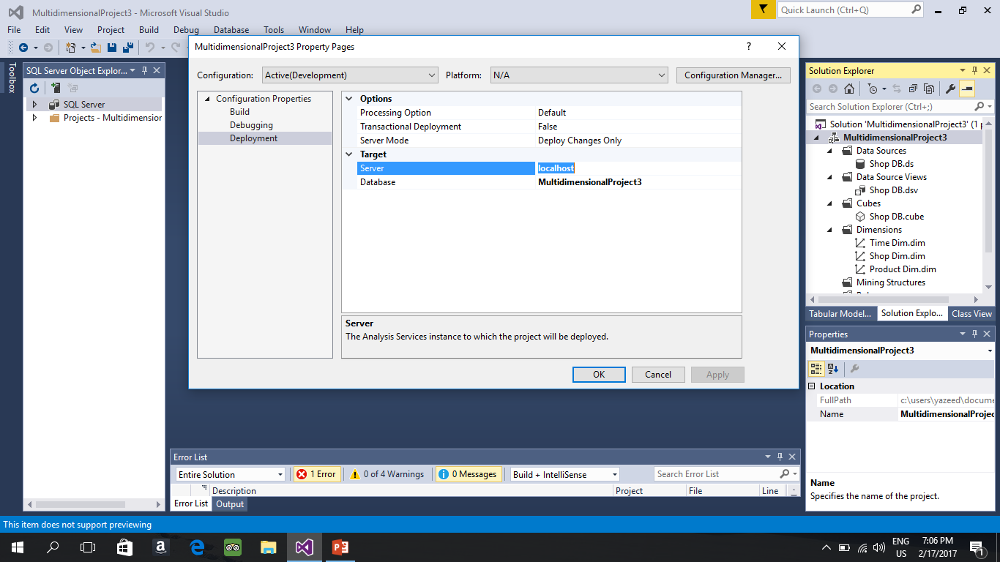 MultidimensionalProject3 - Microsoft Visual Studio
Quick Launch (Ctrl+Q)
File Edit View Project Build Debug Database Tools Window Help
Toolbox
SQL Server Object Explor...
SQL Server
Projects - Multidimension
MultidimensionalProject3 Property Pages
?
Configuration: Active(Development) Platform: N/A Configuration Manager...
Configuration Properties
Build
Debugging
Deployment
Options
Processing Option Default
Transactional Deployment False
Server Mode Deploy Changes Only
Target
Server localhost
Database MultidimensionalProject3
Server
The Analysis Services instance to which the project will be deployed.
OK Cancel Apply
Solution Explorer
Search Solution Explorer (Ctrl+;)
Solution 'MultidimensionalProject3' (1 p
MultidimensionalProject3
Data Sources
Shop DB.ds
Data Source Views
Shop DB.dsv
Cubes
Shop DB.cube
Dimensions
Time Dim.dim
Shop Dim.dim
Product Dim.dim
Mining Structures
Tabular Model... Solution Explo... Class View
Properties
MultidimensionalProject3
Location
FullPath c:\users\yazeed\docume
Name MultidimensionalProjec
Name
Specifies the name of the project.
Error List
Entire Solution 1 Error 0 of 4 Warnings 0 Messages Build + IntelliSense Search Error List
Description Project File Line
Error List Output
This item does not support previewing
ENG
US
7:06 PM
2/17/2017
1